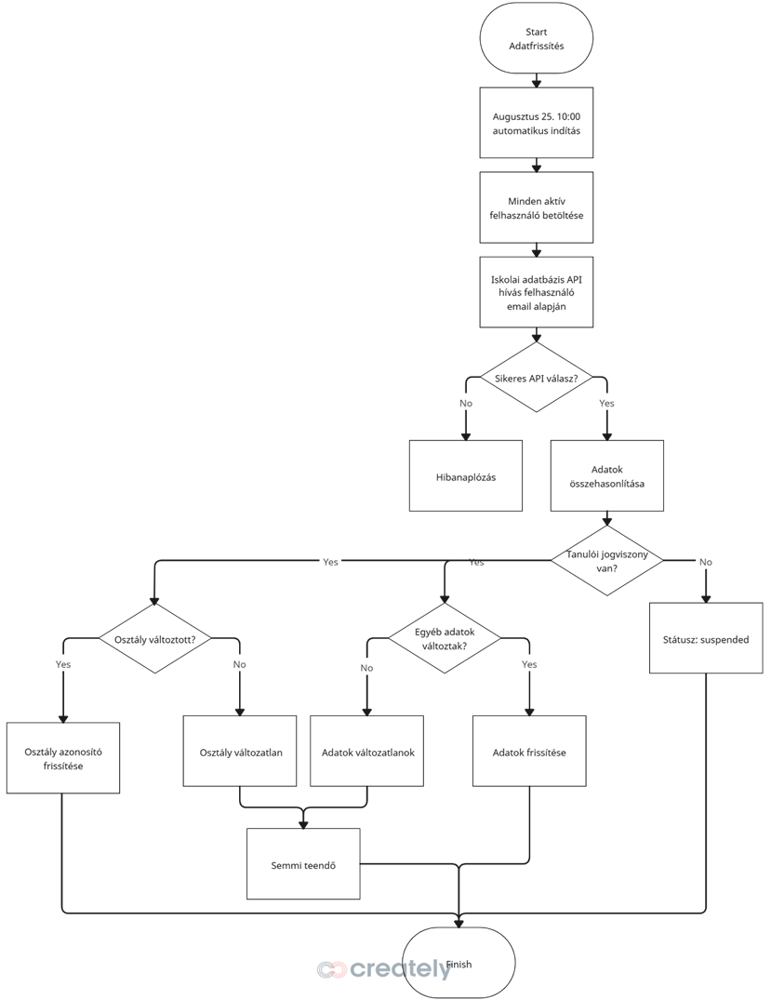 Start
Adatfrissítés
Augusztus 25. 10:00
automatikus indítás
Minden aktív
felhasználó betöltése
Iskolai adatbázis API
hívás felhasználó
email alapján
Sikeres API válasz?
No
Yes
Hibanaplózás
Adatok
összehasonlítása
Tanulói jogviszony
van?
Yes
Yes
No
Osztály változtott?
Egyéb adatok
változtak?
Státusz: suspended
Yes
No
No
Yes
Osztály azonosító
frissítése
Osztály változatlan
Adatok változatlanok
Adatok frissítése
Semmi teendő
Finish
creately